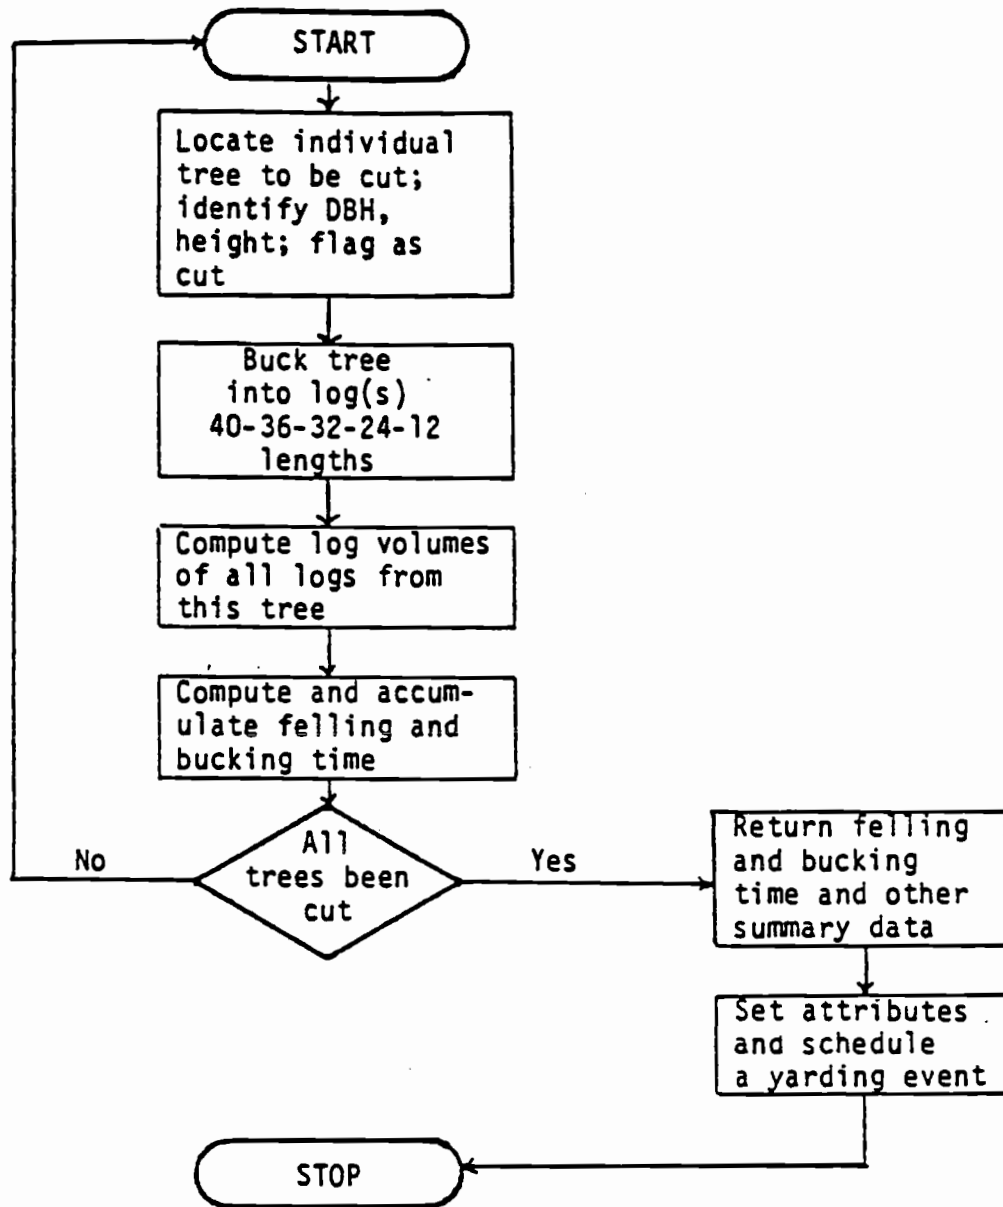 START
Locate individual
tree to be cut;
identify DBH,
height; flag as
cut
Buck tree
into log(s)
40-36-32-24-12
lengths
Compute log volumes
of all logs from
this tree
Compute and accum-
ulate felling and
bucking time
All
trees been
cut
No
Yes
Return felling
and bucking
time and other
summary data
Set attributes
and schedule
a yarding event
STOP